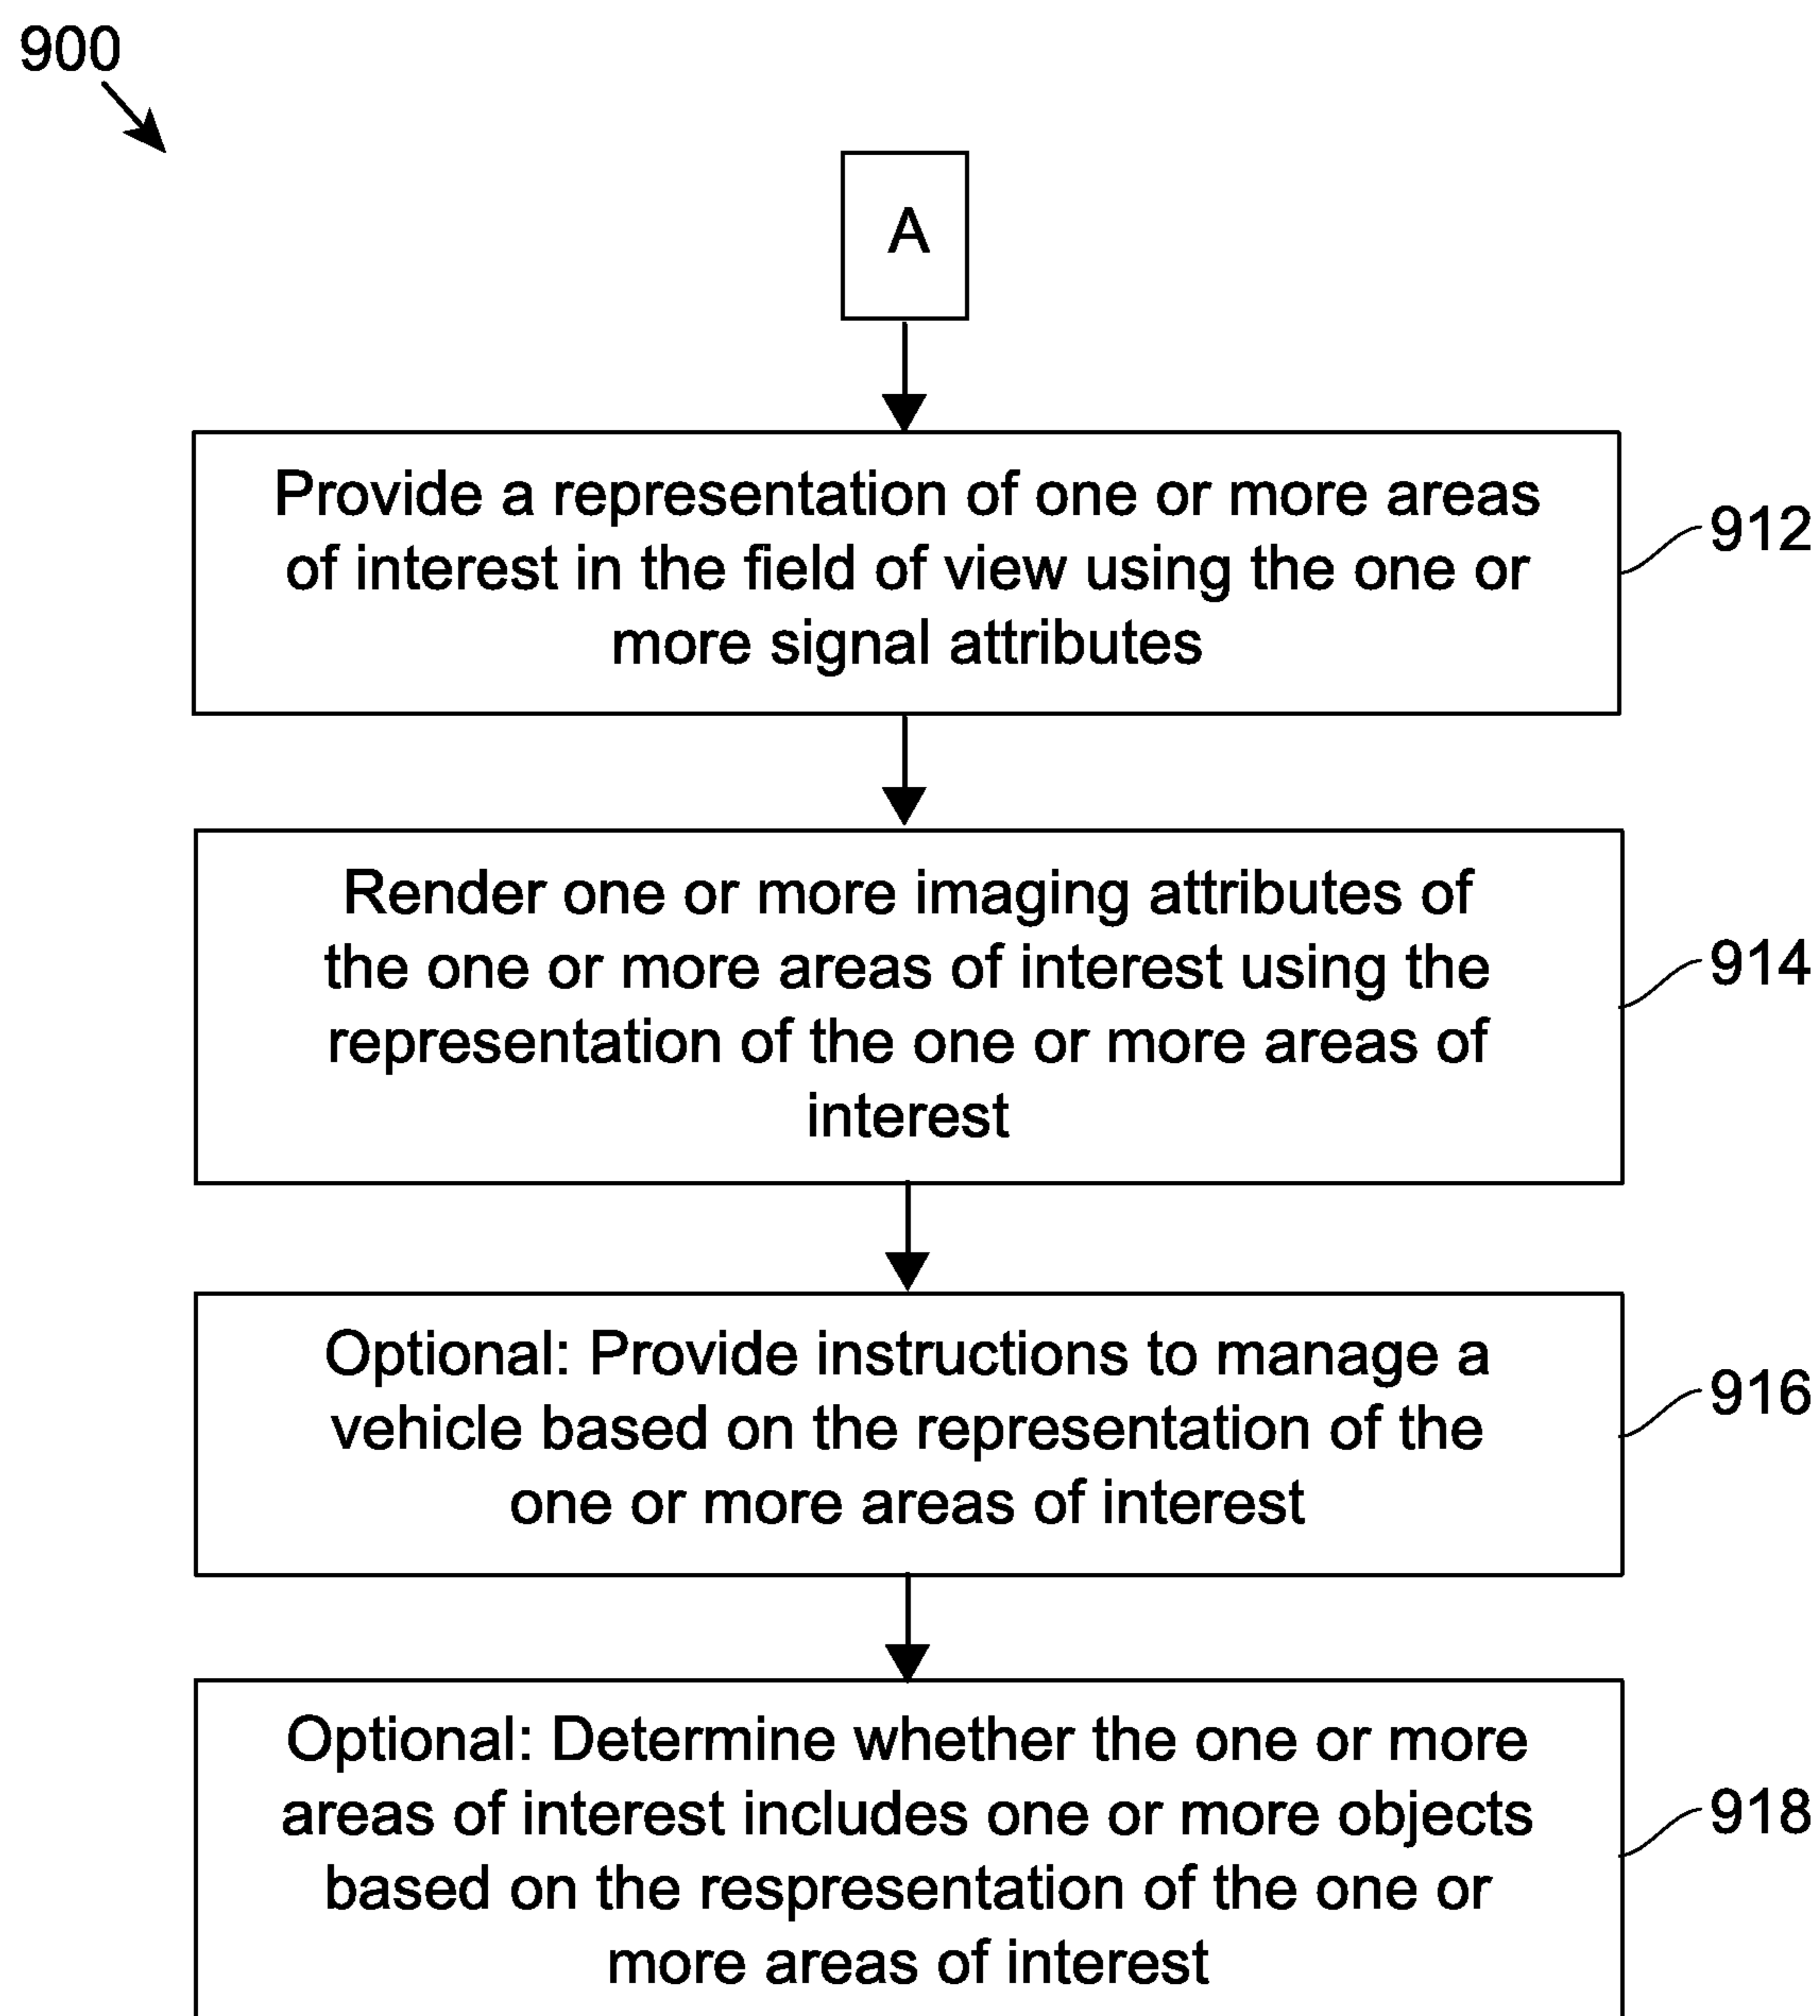 900
A
Provide a representation of one or more areas
of interest in the field of view using the one or
more signal attributes
912
Render one or more imaging attributes of
the one or more areas of interest using the
representation of the one or more areas of
interest
914
Optional: Provide instructions to manage a
vehicle based on the representation of the
one or more areas of interest
916
Optional: Determine whether the one or more
areas of interest includes one or more objects
based on the respresentation of the one or
more areas of interest
918